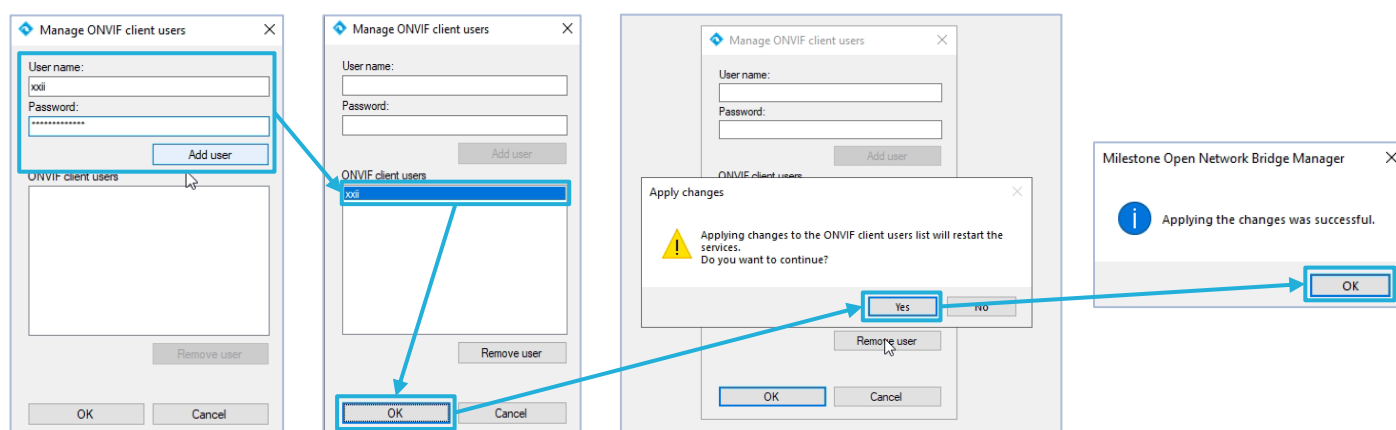 Manage ONVIF client users
User name:
xxii
Password:
*************
Add user
ONVIF client users
Remove user
OK Cancel
Manage ONVIF client users
User name:
Password:
Add user
ONVIF client users
xxii
Remove user
OK Cancel
Manage ONVIF client users
User name:
Password:
Add user
ONVIF client users
Apply changes
Applying changes to the ONVIF client users list will restart the
services.
Do you want to continue?
Yes No
Remove user
OK Cancel
Milestone Open Network Bridge Manager
Applying the changes was successful.
OK